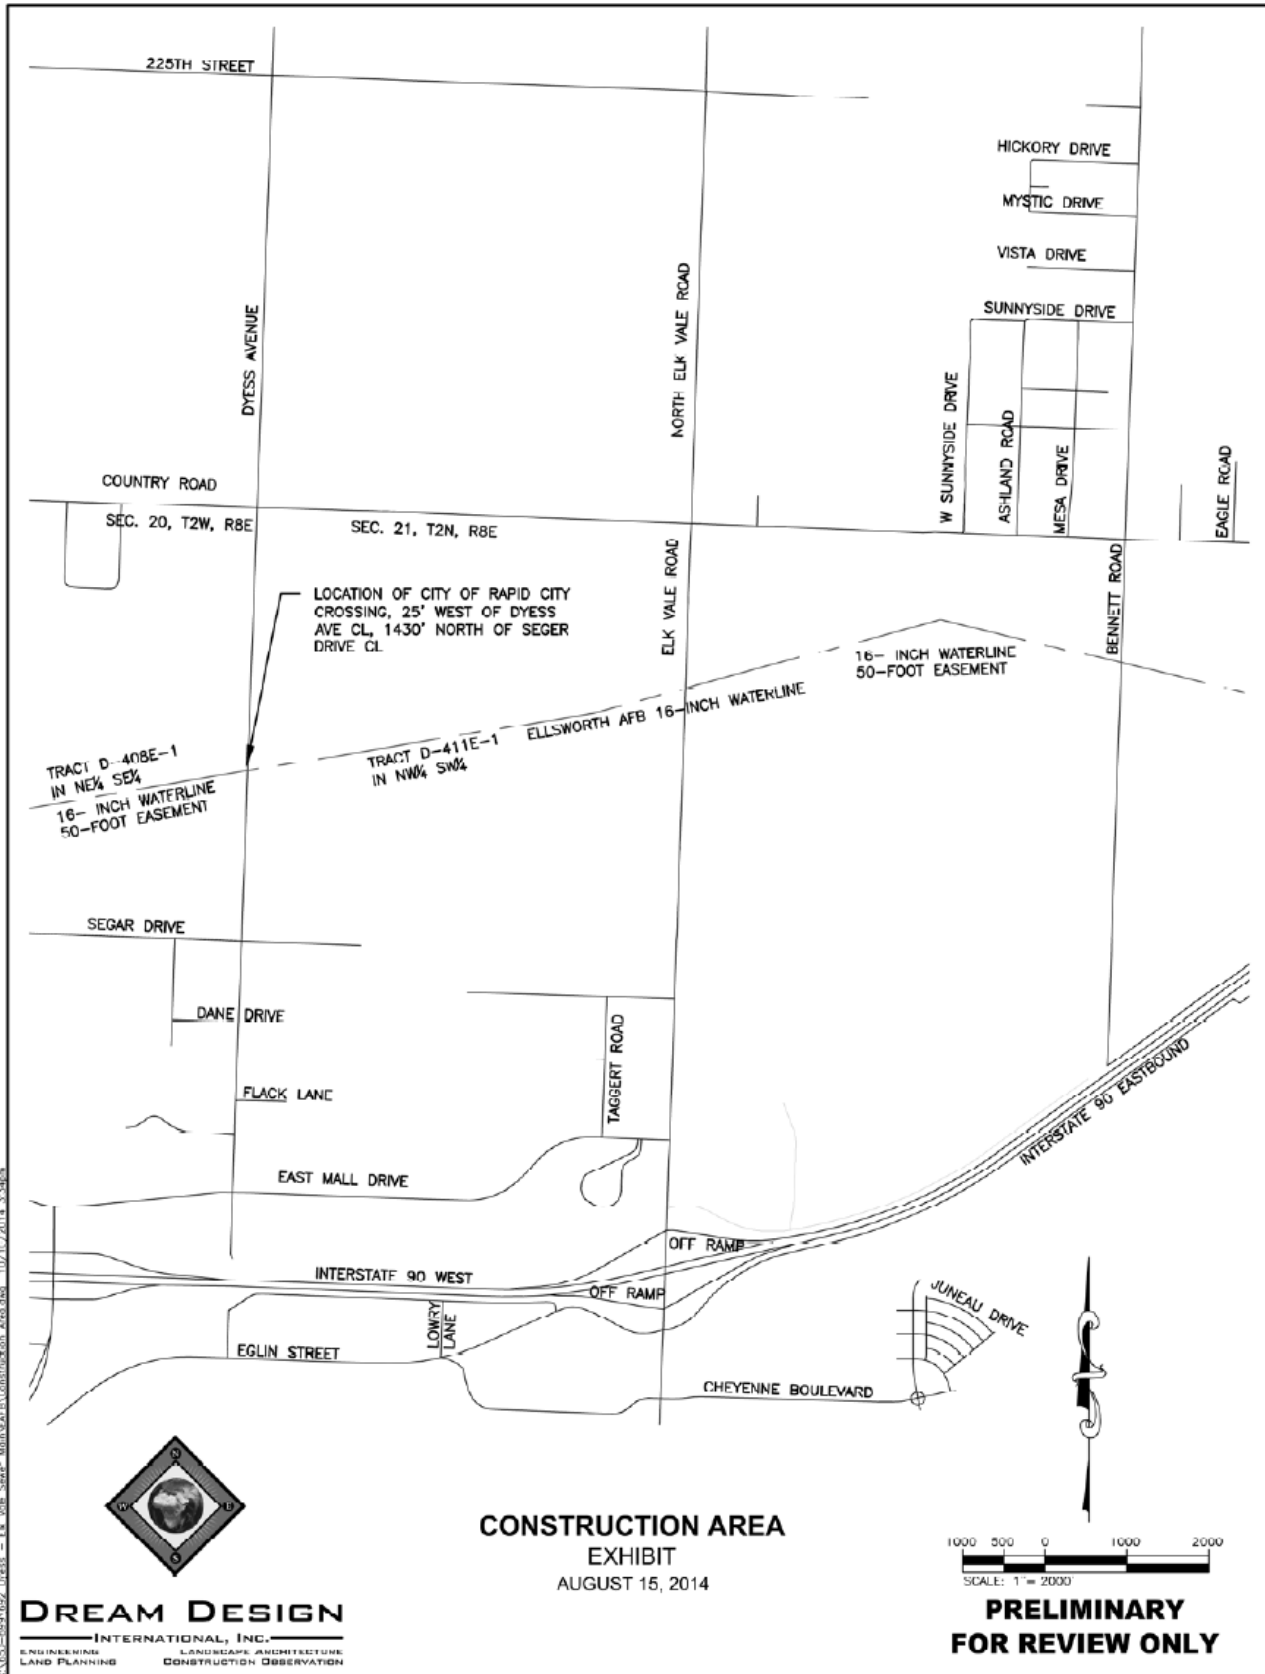 225TH STREET
HICKORY DRIVE
MYSTIC DRIVE
VISTA DRIVE
SUNNYSIDE DRIVE
DYESS AVENUE
NORTH ELK VALE ROAD
W SUNNYSIDE DRIVE
ASHLAND ROAD
MESA DRIVE
EAGLE ROAD
COUNTRY ROAD
SEC. 20, T2W, R8E
SEC. 21, T2N, R8E
ELK VALE ROAD
BENNETT ROAD
LOCATION OF CITY OF RAPID CITY
CROSSING, 25' WEST OF DYESS
AVE CL, 1430' NORTH OF SEGER
DRIVE CL
16- INCH WATERLINE
50-FOOT EASEMENT
ELLSWORTH AFB 16-INCH WATERLINE
TRACT D-411E-1
IN NW¼ SW¼
TRACT D-408E-1
IN NE¼ SE¼
16- INCH WATERLINE
50-FOOT EASEMENT
SEGAR DRIVE
DANE DRIVE
TAGGERT ROAD
FLACK LANE
INTERSTATE 90 EASTBOUND
EAST MALL DRIVE
OFF RAMP
INTERSTATE 90 WEST
OFF RAMP
JUNEAU DRIVE
LOWRY
LANE
EGLIN STREET
CHEYENNE BOULEVARD
N
W
E
S
CONSTRUCTION AREA
EXHIBIT
AUGUST 15, 2014
1000 500 0 1000 2000
SCALE: 1"= 2000'
DREAM DESIGN
INTERNATIONAL, INC.
ENGINEERING LANDSCAPE ARCHITECTURE
LAND PLANNING CONSTRUCTION OBSERVATION
PRELIMINARY
FOR REVIEW ONLY